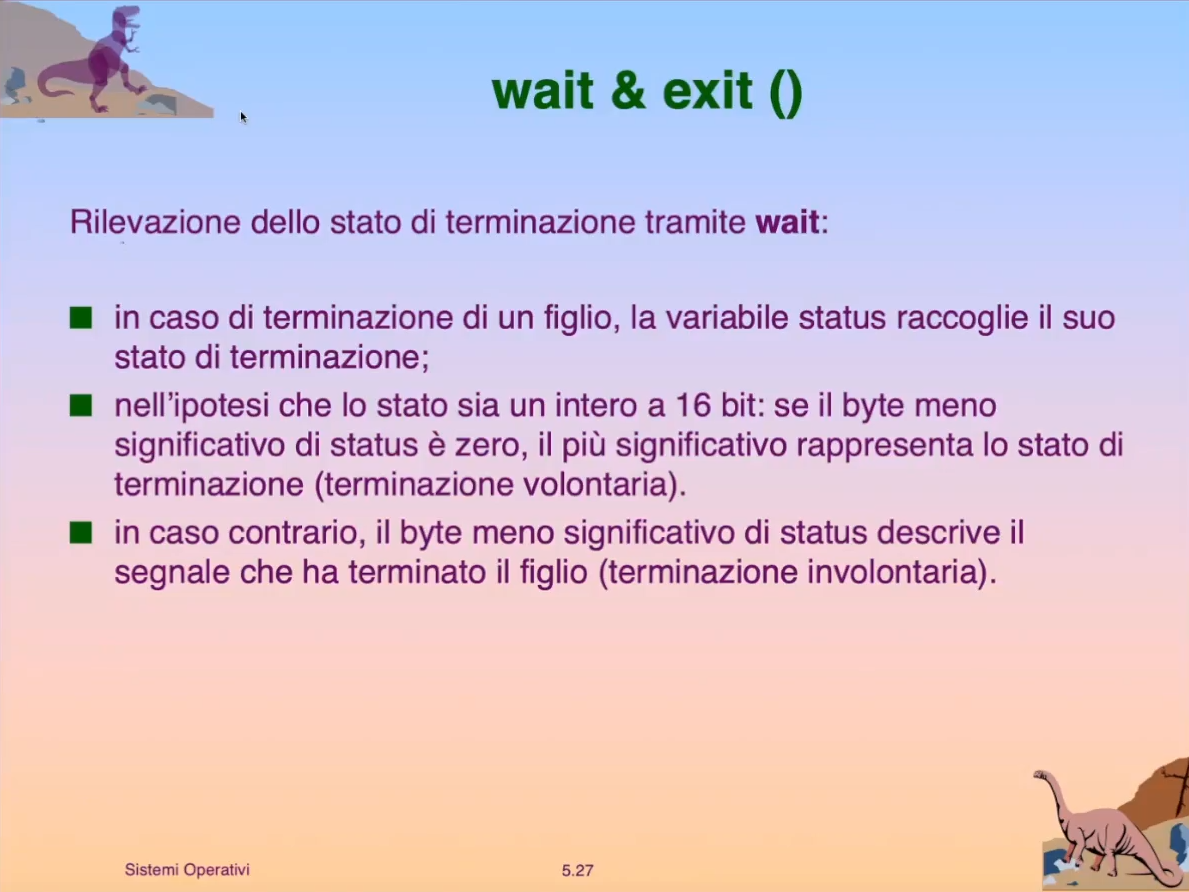 wait & exit ()
Rilevazione dello stato di terminazione tramite wait:
in caso di terminazione di un figlio, la variabile status raccoglie il suo
stato di terminazione;
nell'ipotesi che lo stato sia un intero a 16 bit: se il byte meno
significativo di status è zero, il più significativo rappresenta lo stato di
terminazione (terminazione volontaria).
in caso contrario, il byte meno significativo di status descrive il
segnale che ha terminato il figlio (terminazione involontaria).
Sistemi Operativi
5.27